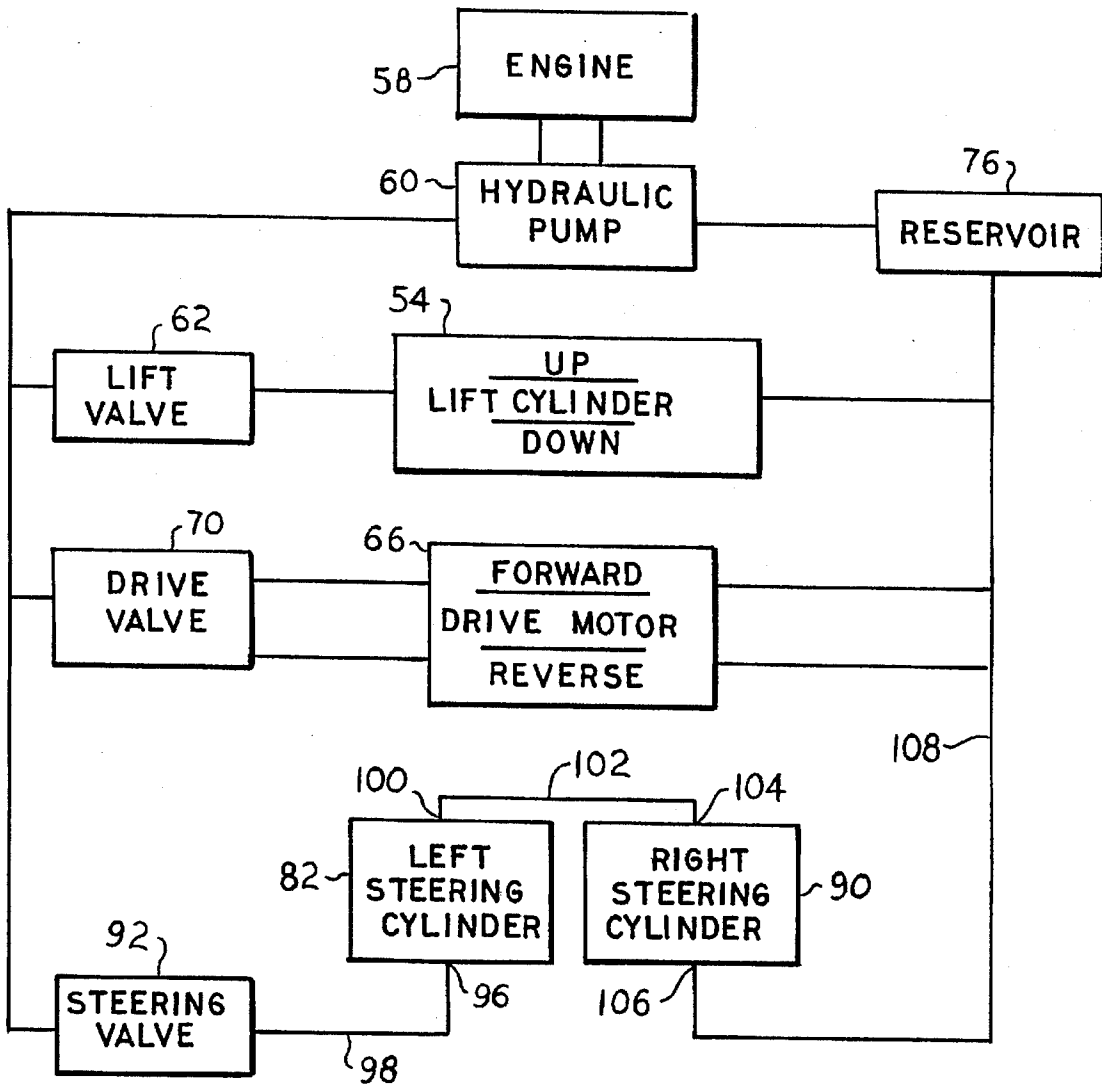 ENGINE
58
76
60
HYDRAULIC
PUMP
RESERVOIR
54
62
UP
LIFT
VALVE
LIFT CYLINDER
DOWN
70
66
FORWARD
DRIVE
VALVE
DRIVE MOTOR
REVERSE
108
102
100
104
LEFT
STEERING
CYLINDER
82
RIGHT
STEERING
CYLINDER
90
92
96
106
STEERING
VALVE
98